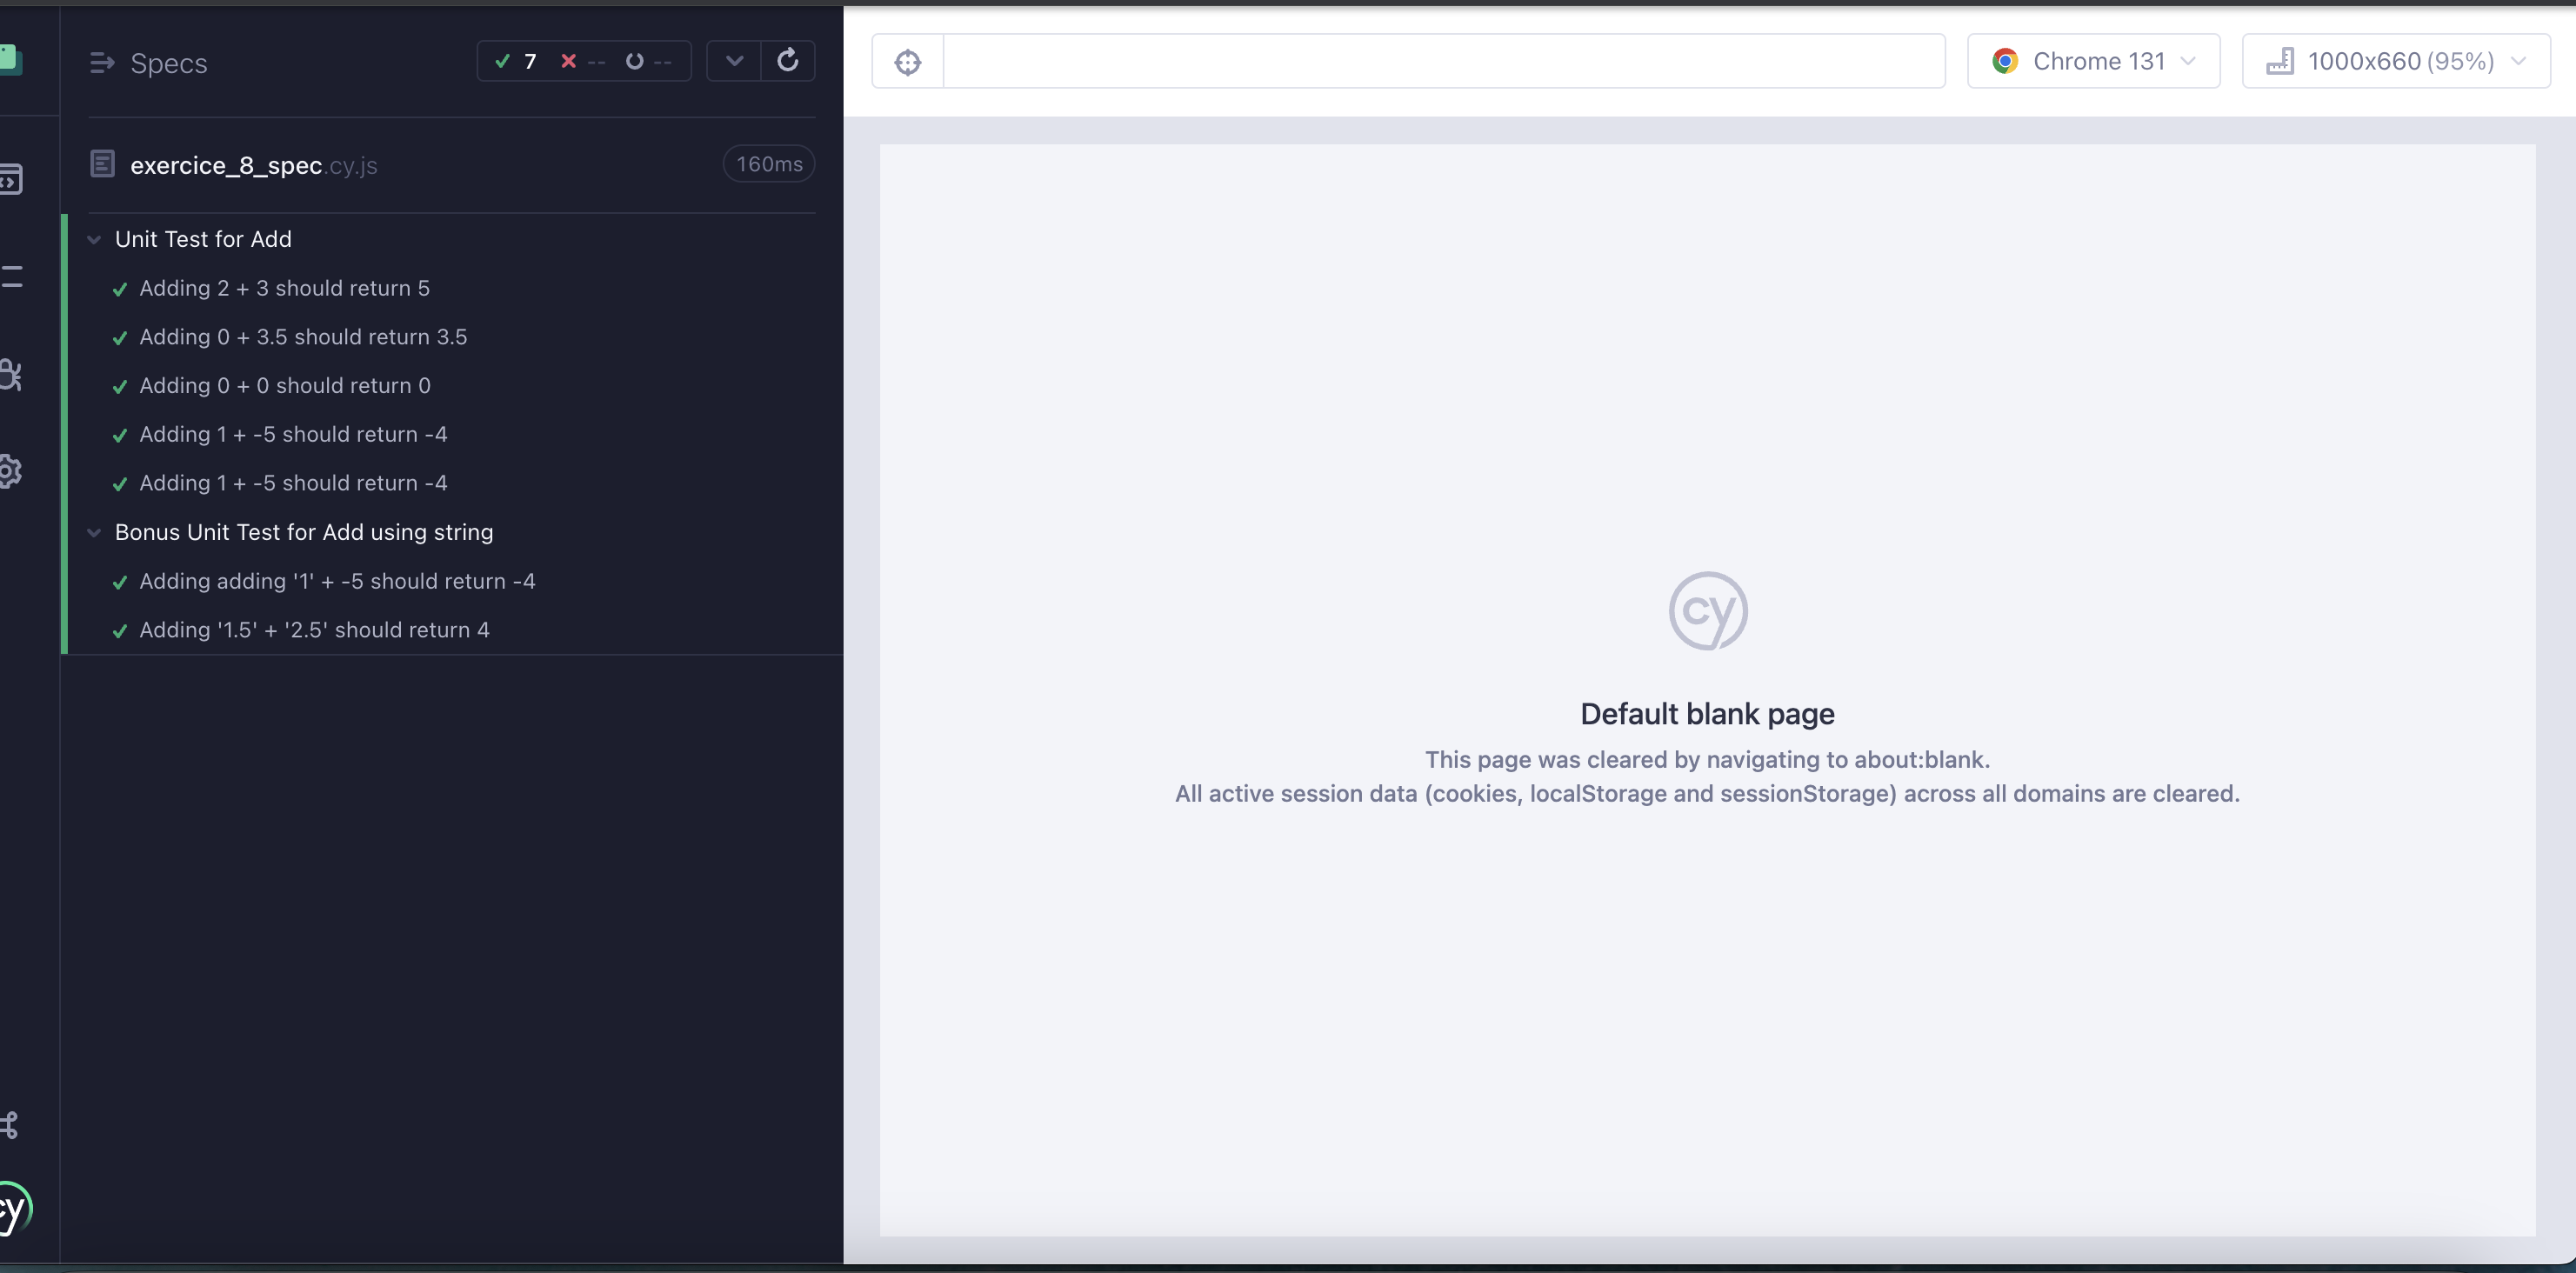 Specs
7 -- --
Chrome 131
1000x660 (95%)
exercice_8_spec.cy.js
160ms
Unit Test for Add
Adding 2 + 3 should return 5
Adding 0 + 3.5 should return 3.5
Adding 0 + 0 should return 0
Adding 1 + -5 should return -4
Adding 1 + -5 should return -4
Bonus Unit Test for Add using string
Adding adding '1' + -5 should return -4
Adding '1.5' + '2.5' should return 4
cy
Default blank page
This page was cleared by navigating to about:blank.
All active session data (cookies, localStorage and sessionStorage) across all domains are cleared.
cy